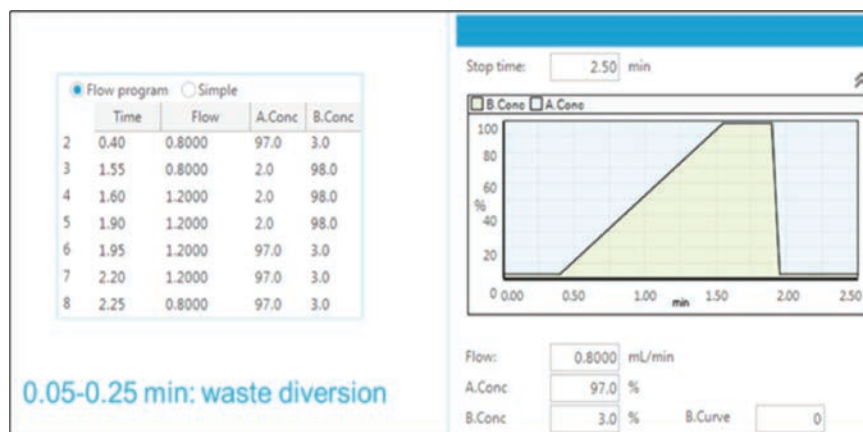 Flow program Simple
Time Flow A.Conc B.Conc
2 0.40 0.8000 97.0 3.0
3 1.55 0.8000 2.0 98.0
4 1.60 1.2000 2.0 98.0
5 1.90 1.2000 2.0 98.0
6 1.95 1.2000 97.0 3.0
7 2.20 1.2000 97.0 3.0
8 2.25 0.8000 97.0 3.0
0.05-0.25 min: waste diversion
Stop time: 2.50 min
B.Conc A.Conc
100
80
60
%
40
20
0 0.00 0.50 1.00 min 1.50 2.00 2.50
Flow: 0.8000 mL/min
A.Conc 97.0 %
B.Conc 3.0 % B.Curve 0